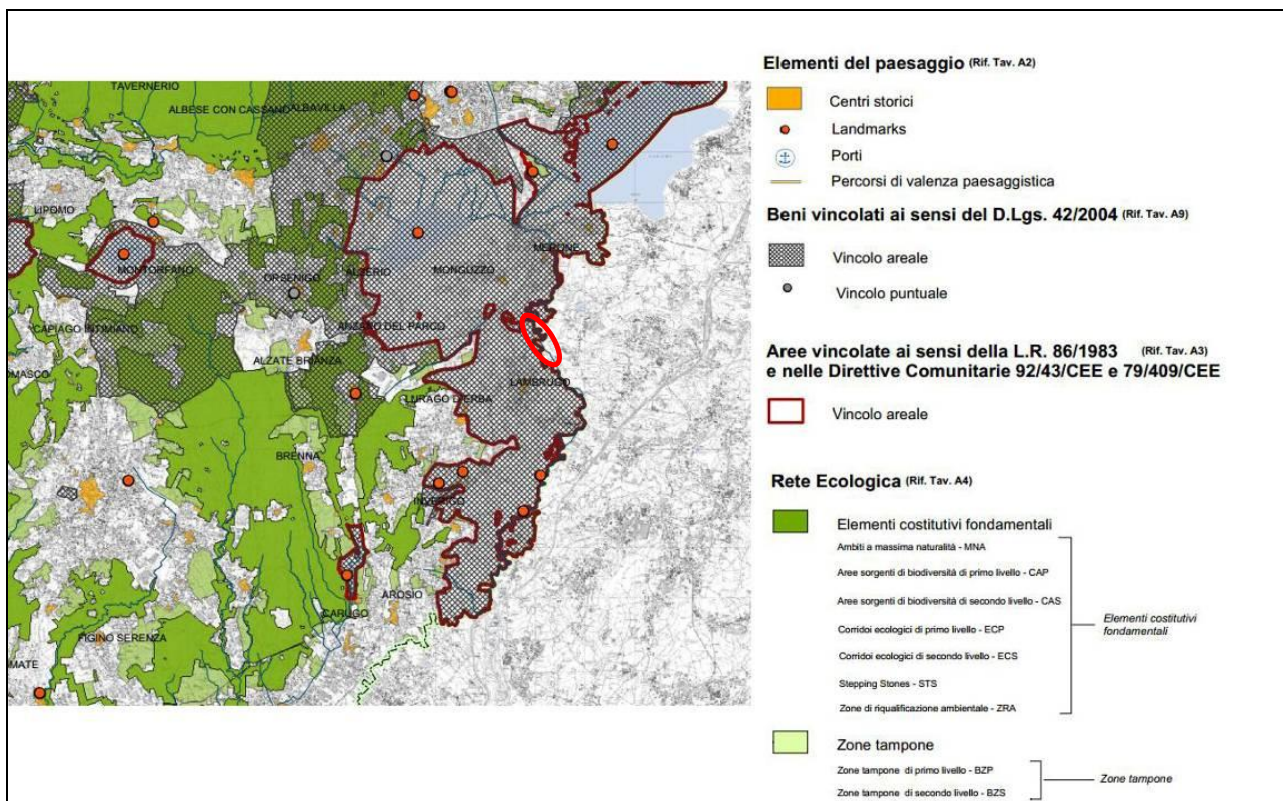 TAVERNERIO
ALBESE CON CASSANO
ALBAVILLA
LIPOMO
MONTORFANO
ORSENIGO
ALSERIO
MONGUZZO
MERONE
CAPIAGO INTIMIANO
ANZANO DEL PARCO
ALZATE BRIANZA
LAMBRUGO
OMASCO
LURAGO D'ERBA
BRENNA
INVERIGO
AROSIO
CARUGO
FIGINO SERENZA
MATE
Elementi del paesaggio (Rif. Tav. A2)
Centri storici
Landmarks
Porti
Percorsi di valenza paesaggistica
Beni vincolati ai sensi del D.Lgs. 42/2004 (Rif. Tav. A9)
Vincolo areale
Vincolo puntuale
Aree vincolate ai sensi della L.R. 86/1983 (Rif. Tav. A3)
e nelle Direttive Comunitarie 92/43/CEE e 79/409/CEE
Vincolo areale
Rete Ecologica (Rif. Tav. A4)
Elementi costitutivi fondamentali
Ambiti a massima naturalità - MNA
Aree sorgenti di biodiversità di primo livello - CAP
Aree sorgenti di biodiversità di secondo livello - CAS
Corridoi ecologici di primo livello - ECP
Corridoi ecologici di secondo livello - ECS
Stepping Stones - STS
Zone di riqualificazione ambientale - ZRA
Elementi costitutivi
fondamentali
Zone tampone
Zone tampone di primo livello - BZP
Zone tampone di secondo livello - BZS
Zone tampone